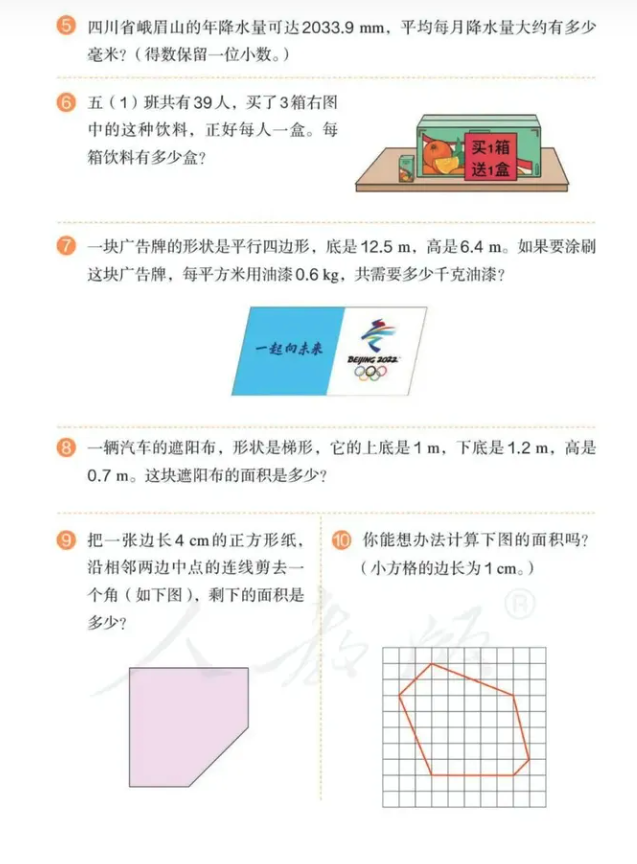 5 四川省峨眉山的年降水量可达2033.9 mm，平均每月降水量大约有多少
毫米？（得数保留一位小数。）
6 五（1）班共有39人，买了3箱右图
中的这种饮料，正好每人一盒。每
箱饮料有多少盒？
买1箱
送1盒
7 一块广告牌的形状是平行四边形，底是12.5 m，高是6.4 m。如果要涂刷
这块广告牌，每平方米用油漆0.6 kg，共需要多少千克油漆？
一起向未来
BEIJING 2022
8 一辆汽车的遮阳布，形状是梯形，它的上底是1 m，下底是1.2 m，高是
0.7 m。这块遮阳布的面积是多少？
9 把一张边长4 cm的正方形纸，
沿相邻两边中点的连线剪去一
个角（如下图），剩下的面积是
多少？
10 你能想办法计算下图的面积吗？
（小方格的边长为1 cm。）
人教版®